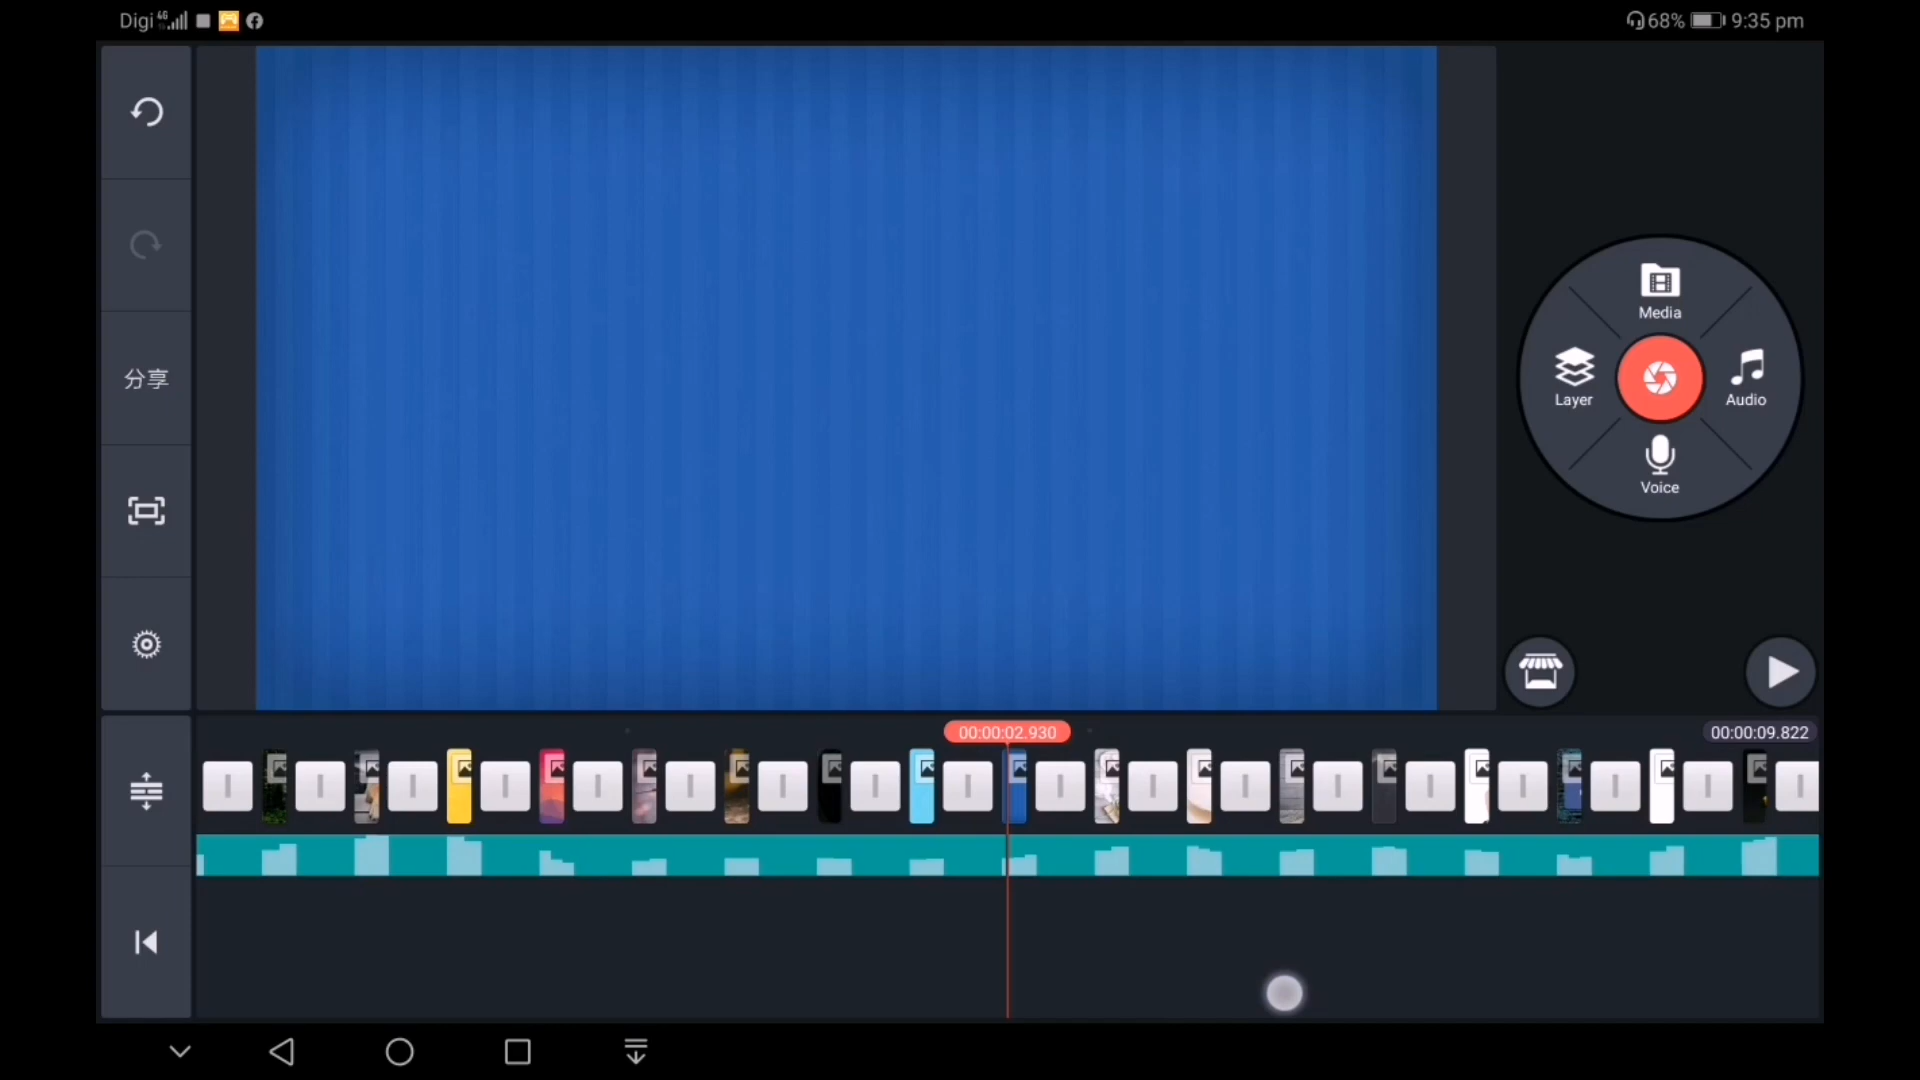 Digi 4G
68% 9:35 pm
Media
Layer
Audio
Voice
分享
00:00:02.930
00:00:09.822